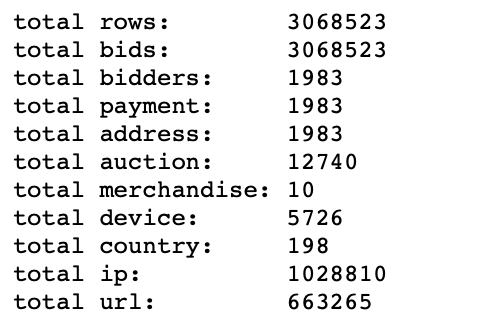 total rows: 3068523
total bids: 3068523
total bidders: 1983
total payment: 1983
total address: 1983
total auction: 12740
total merchandise: 10
total device: 5726
total country: 198
total ip: 1028810
total url: 663265